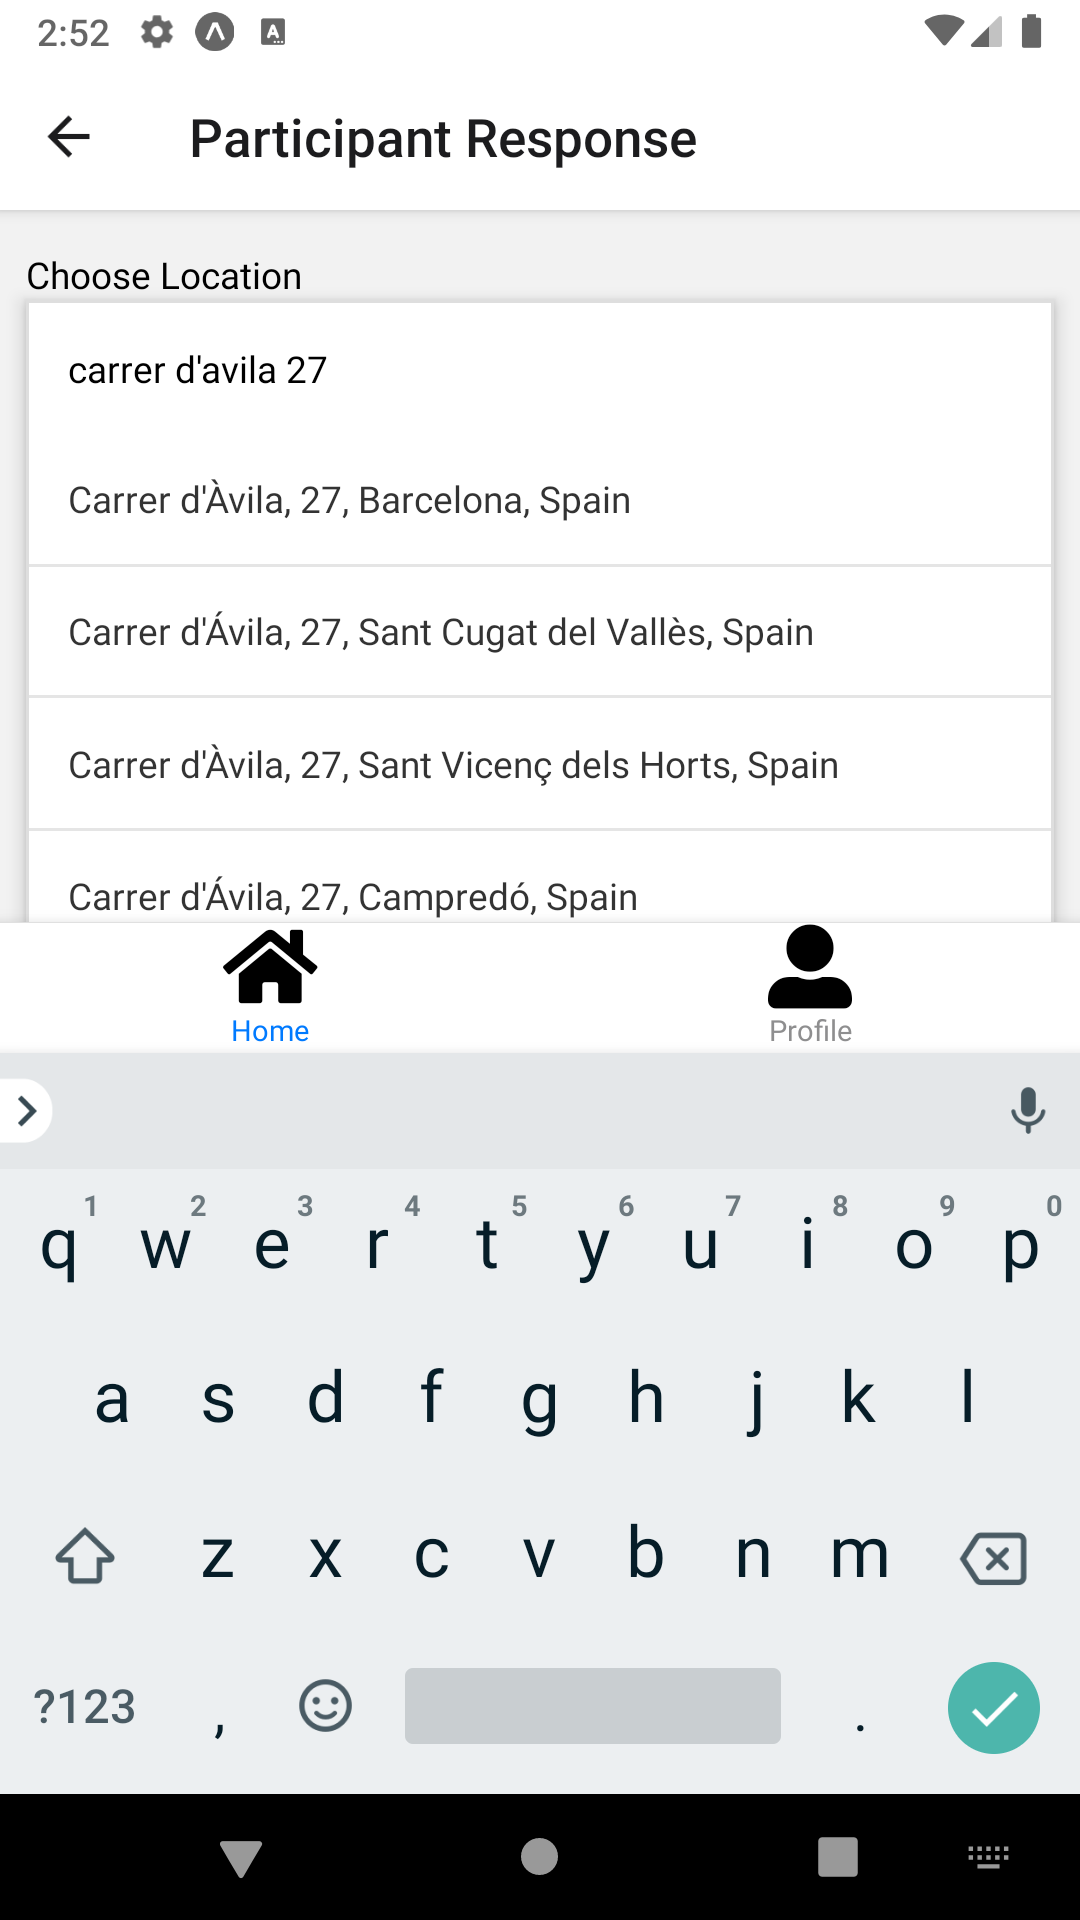 2:52
Participant Response
Choose Location
carrer d'avila 27
Carrer d'Àvila, 27, Barcelona, Spain
Carrer d'Ávila, 27, Sant Cugat del Vallès, Spain
Carrer d'Àvila, 27, Sant Vicenç dels Horts, Spain
Carrer d'Ávila, 27, Campredó, Spain
Home Profile
1 2 3 4 5 6 7 8 9 0
q w e r t y u i o p
a s d f g h j k l
z x c v b n m
?123 , .